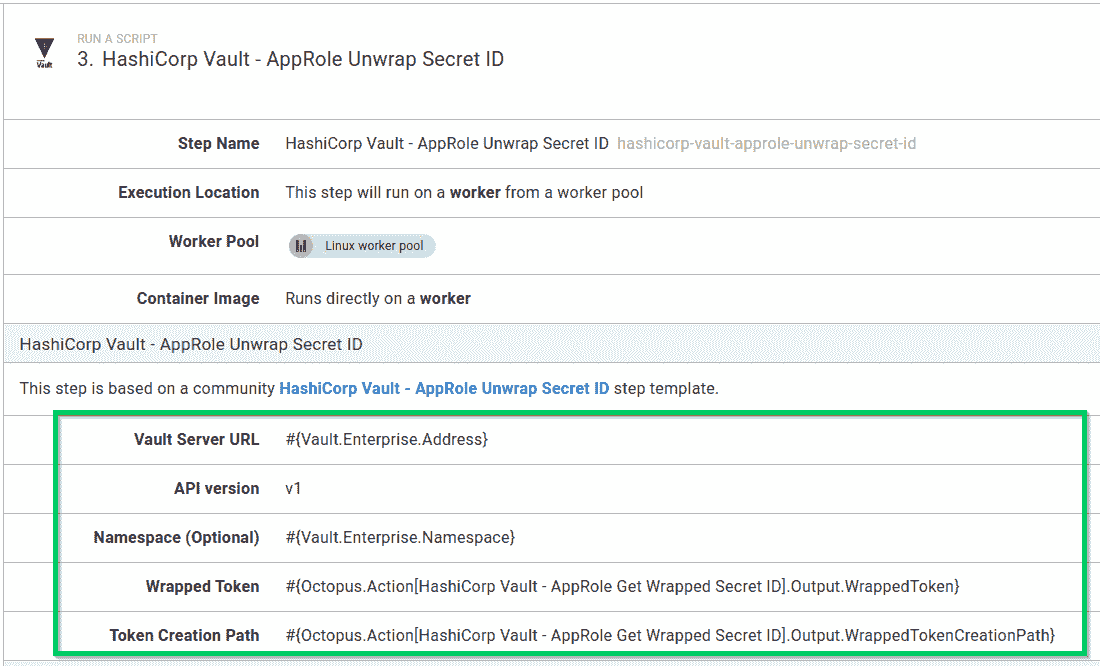 RUN A SCRIPT
3. HashiCorp Vault - AppRole Unwrap Secret ID
Vault
Step Name HashiCorp Vault - AppRole Unwrap Secret ID hashicorp-vault-approle-unwrap-secret-id
Execution Location This step will run on a worker from a worker pool
Worker Pool Linux worker pool
Container Image Runs directly on a worker
HashiCorp Vault - AppRole Unwrap Secret ID
This step is based on a community HashiCorp Vault - AppRole Unwrap Secret ID step template.
Vault Server URL #{Vault.Enterprise.Address}
API version v1
Namespace (Optional) #{Vault.Enterprise.Namespace}
Wrapped Token #{Octopus.Action[HashiCorp Vault - AppRole Get Wrapped Secret ID].Output.WrappedToken}
Token Creation Path #{Octopus.Action[HashiCorp Vault - AppRole Get Wrapped Secret ID].Output.WrappedTokenCreationPath}